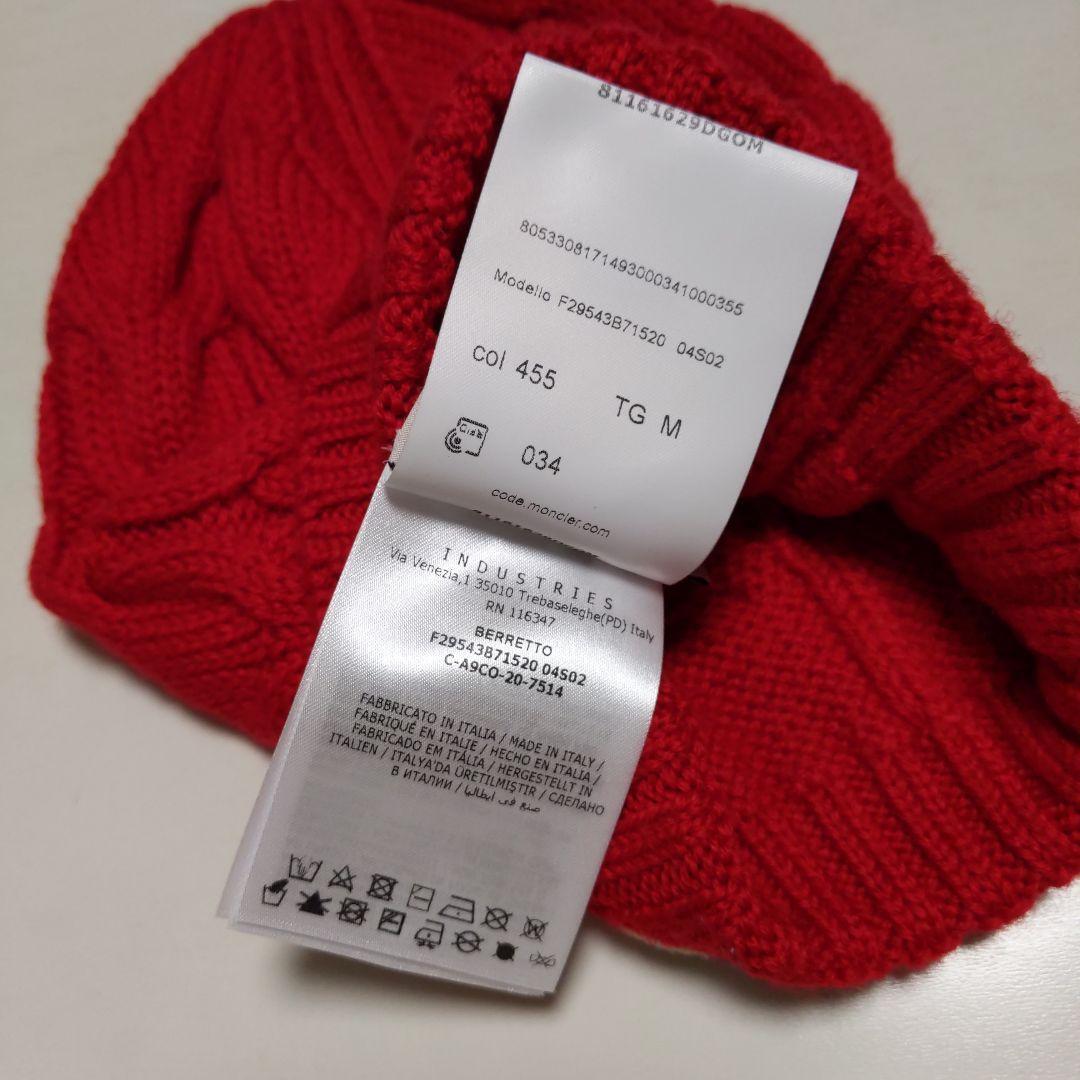 81161629DGOM
8053308171493000341000355
Modello F29543B71520 04S02
col 455 TG M
034
code.moncler.com
INDUSTRIES
Via Venezia,1 35010 Trebaseleghe(PD) Italy
RN 116347
BERRETTO
F29543B71520 04S02
C-A9CO-20-7514
FABBRICATO IN ITALIA / MADE IN ITALY /
FABRIQUÉ EN ITALIE / HECHO EN ITALIA /
FABRICADO EM ITÁLIA / HERGESTELLT IN
ITALIEN / ITALYA'DA ÜRETILMIŞTIR / СДЕЛАНО
В ИТАЛИИ / صنع في ايطاليا